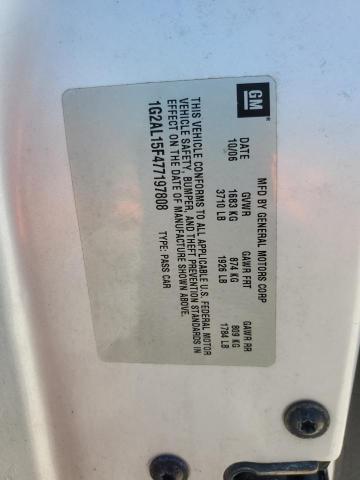 GM
MFD BY GENERAL MOTORS CORP
DATE GVWR GAWR FRT GAWR RR
10/06 1683 KG 874 KG 809 KG
3710 LB 1926 LB 1784 LB
THIS VEHICLE CONFORMS TO ALL APPLICABLE U.S. FEDERAL MOTOR
VEHICLE SAFETY, BUMPER, AND THEFT PREVENTION STANDARDS IN
EFFECT ON THE DATE OF MANUFACTURE SHOWN ABOVE.
1G2AL15F477197808 TYPE: PASS CAR